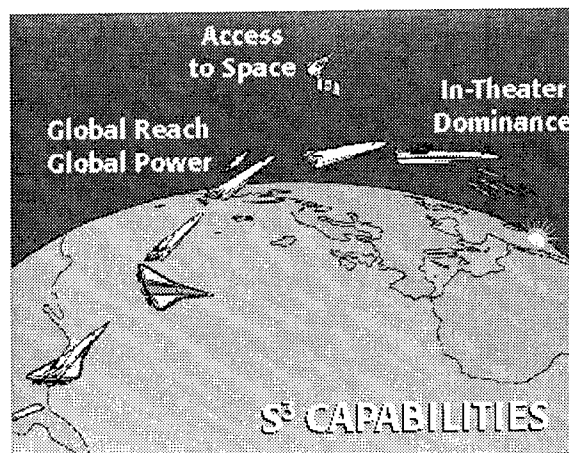 Access
to Space
In-Theater
Dominance
Global Reach
Global Power
S³ CAPABILITIES